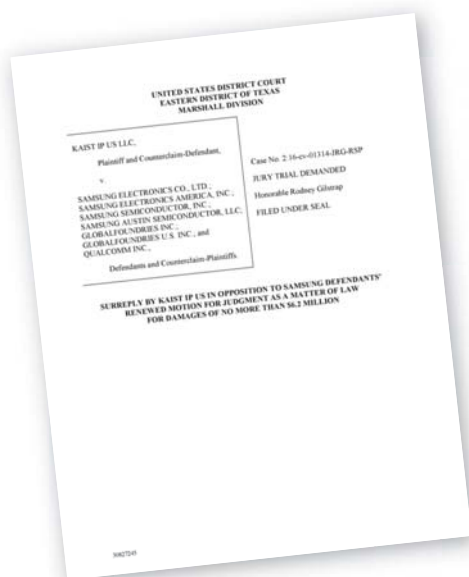 UNITED STATES DISTRICT COURT
EASTERN DISTRICT OF TEXAS
MARSHALL DIVISION
KAIST IP US LLC,
Plaintiff and Counterclaim-Defendant,
v.
SAMSUNG ELECTRONICS CO., LTD.;
SAMSUNG ELECTRONICS AMERICA, INC.;
SAMSUNG SEMICONDUCTOR, INC.;
SAMSUNG AUSTIN SEMICONDUCTOR, LLC;
GLOBALFOUNDRIES INC.;
GLOBALFOUNDRIES U.S. INC.; and
QUALCOMM INC.,
Defendants and Counterclaim-Plaintiffs.
Case No. 2:16-cv-01314-JRG-RSP
JURY TRIAL DEMANDED
Honorable Rodney Gilstrap
FILED UNDER SEAL
SURREPLY BY KAIST IP US IN OPPOSITION TO SAMSUNG DEFENDANTS'
RENEWED MOTION FOR JUDGMENT AS A MATTER OF LAW
FOR DAMAGES OF NO MORE THAN $6.2 MILLION